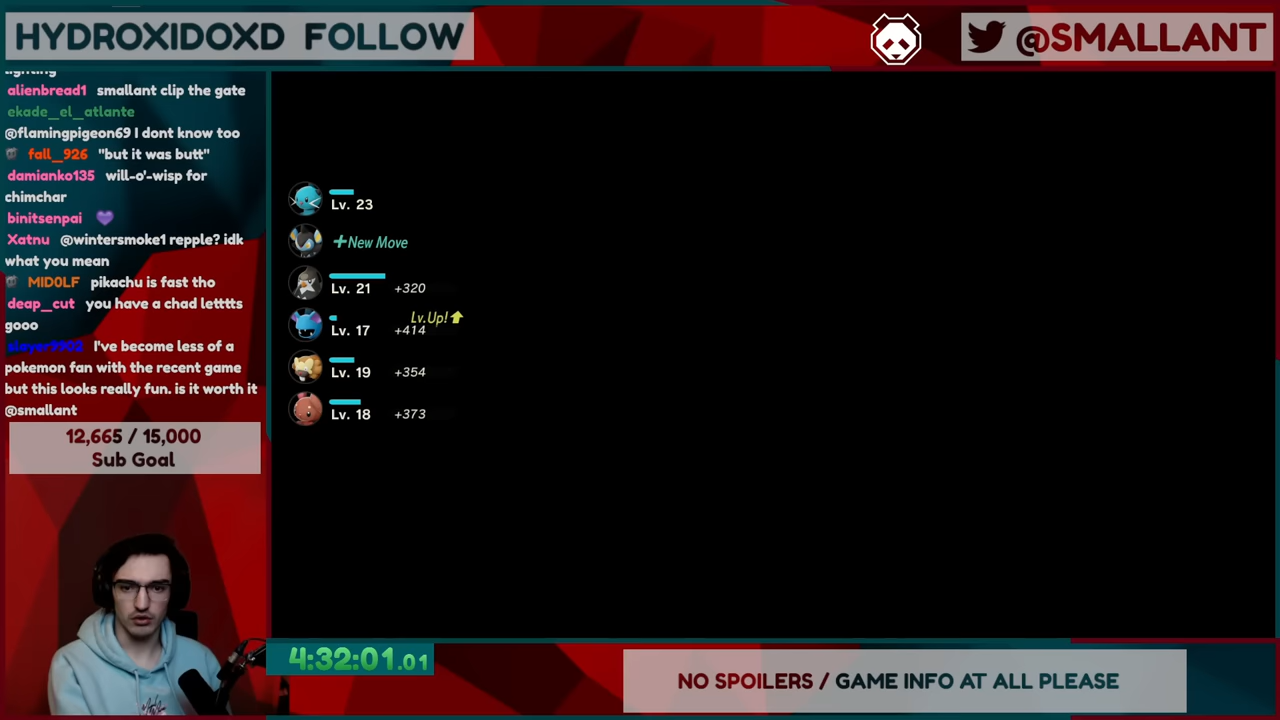 HYDROXIDOXD FOLLOW
@SMALLANT
lighting
alienbread1 smallant clip the gate
ekade_el_atlante
@flamingpigeon69 I dont know too
fall_926 "but it was butt"
damianko135 will-o'-wisp for
chimchar
binitsenpai
Xatnu @wintersmoke1 repple? idk
what you mean
MID0LF pikachu is fast tho
deap_cut you have a chad lettts
gooo
slayer9902 I've become less of a
pokemon fan with the recent game
but this looks really fun. is it worth it
@smallant
12,665 / 15,000
Sub Goal
Lv. 23
+New Move
Lv. 21 +320
Lv.Up!
Lv. 17 +414
Lv. 19 +354
Lv. 18 +373
4:32:01.01
NO SPOILERS / GAME INFO AT ALL PLEASE